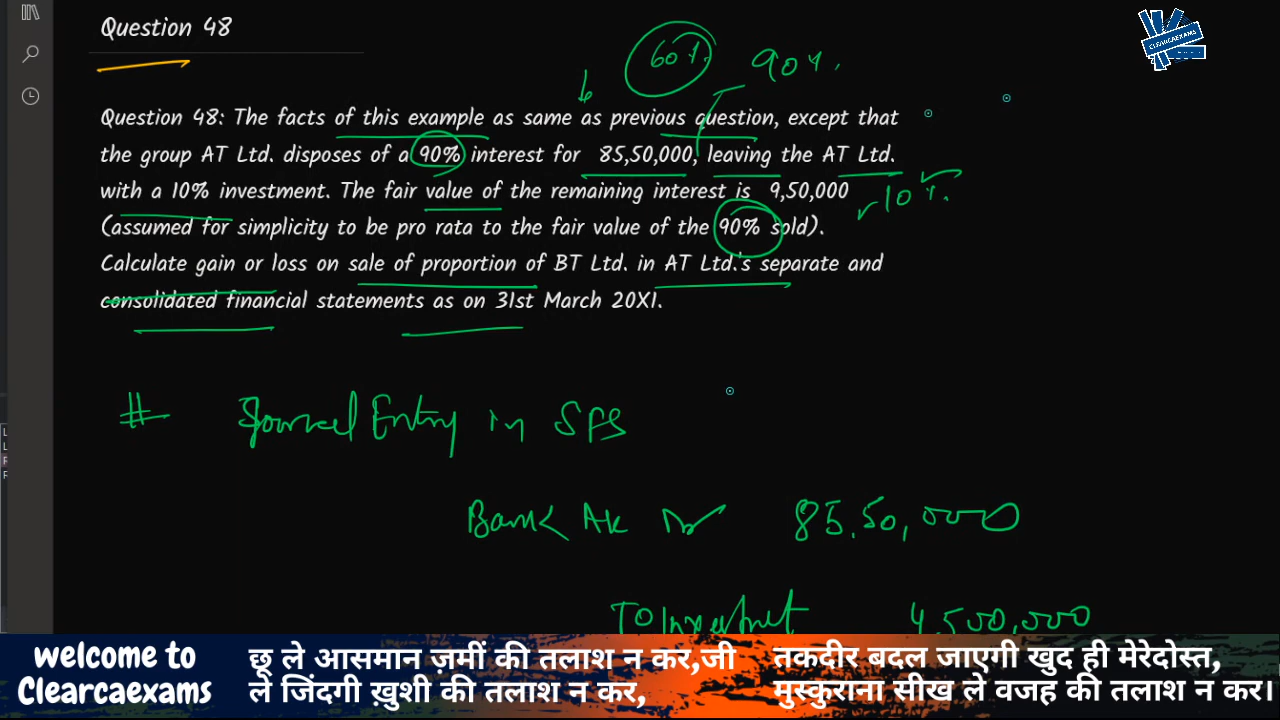 Question 48
CLEARCAEXAMS
60%. 90%.
Question 48: The facts of this example as same as previous question, except that
the group AT Ltd. disposes of a 90% interest for 85,50,000, leaving the AT Ltd.
with a 10% investment. The fair value of the remaining interest is 9,50,000
10%.
(assumed for simplicity to be pro rata to the fair value of the 90% sold).
Calculate gain or loss on sale of proportion of BT Ltd. in AT Ltd.'s separate and
consolidated financial statements as on 31st March 20X1.
# Journal Entry in SFS
Bank A/c Dr 85,50,000
To Investment 4,500,000
welcome to
Clearcaexams
छू ले आसमान ज़मीं की तलाश न कर,जी
ले जिंदगी ख़ुशी की तलाश न कर,
तकदीर बदल जाएगी खुद ही मेरेदोस्त,
मुस्कुराना सीख ले वजह की तलाश न कर।